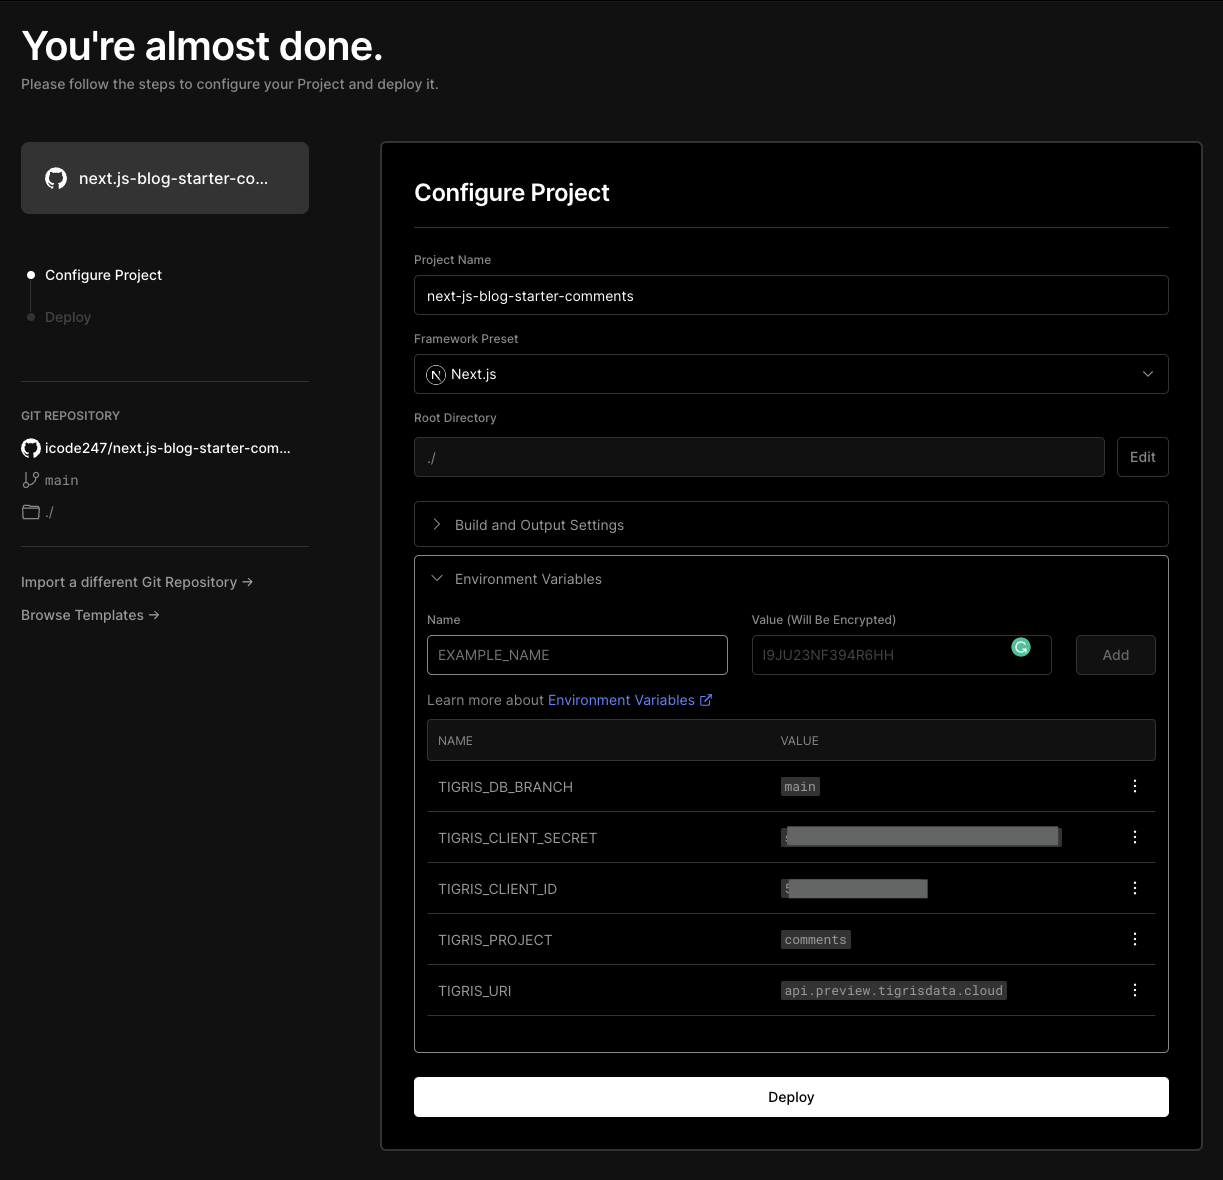 You're almost done.
Please follow the steps to configure your Project and deploy it.
next.js-blog-starter-co...
Configure Project
Deploy
GIT REPOSITORY
icode247/next.js-blog-starter-com...
main
./
Import a different Git Repository →
Browse Templates →
Configure Project
Project Name
next-js-blog-starter-comments
Framework Preset
N Next.js
Root Directory
./ Edit
Build and Output Settings
Environment Variables
Name Value (Will Be Encrypted)
EXAMPLE_NAME I9JU23NF394R6HH Add
Learn more about Environment Variables
NAME VALUE
TIGRIS_DB_BRANCH main
TIGRIS_CLIENT_SECRET
TIGRIS_CLIENT_ID
TIGRIS_PROJECT comments
TIGRIS_URI api.preview.tigrisdata.cloud
Deploy